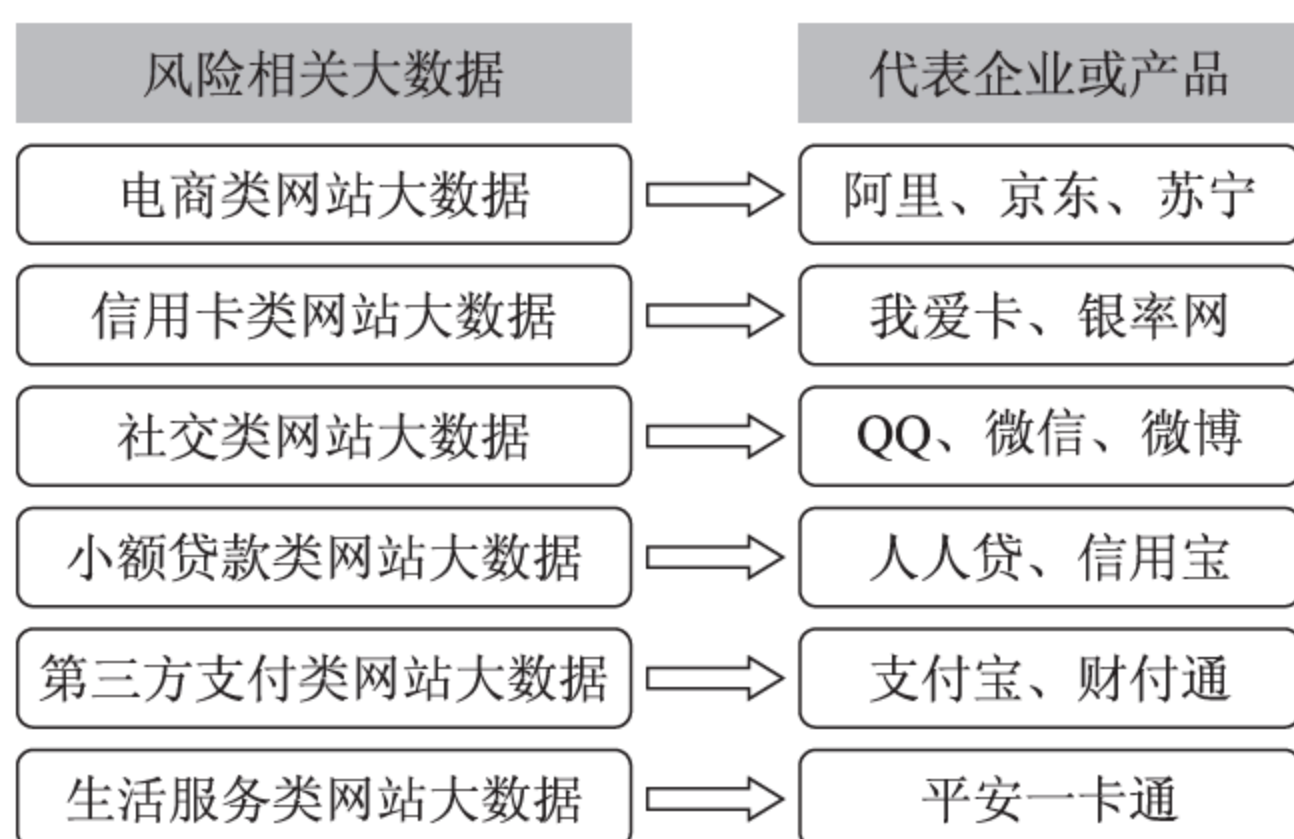 风险相关大数据 代表企业或产品
电商类网站大数据 阿里、京东、苏宁
信用卡类网站大数据 我爱卡、银率网
社交类网站大数据 QQ、微信、微博
小额贷款类网站大数据 人人贷、信用宝
第三方支付类网站大数据 支付宝、财付通
生活服务类网站大数据 平安一卡通